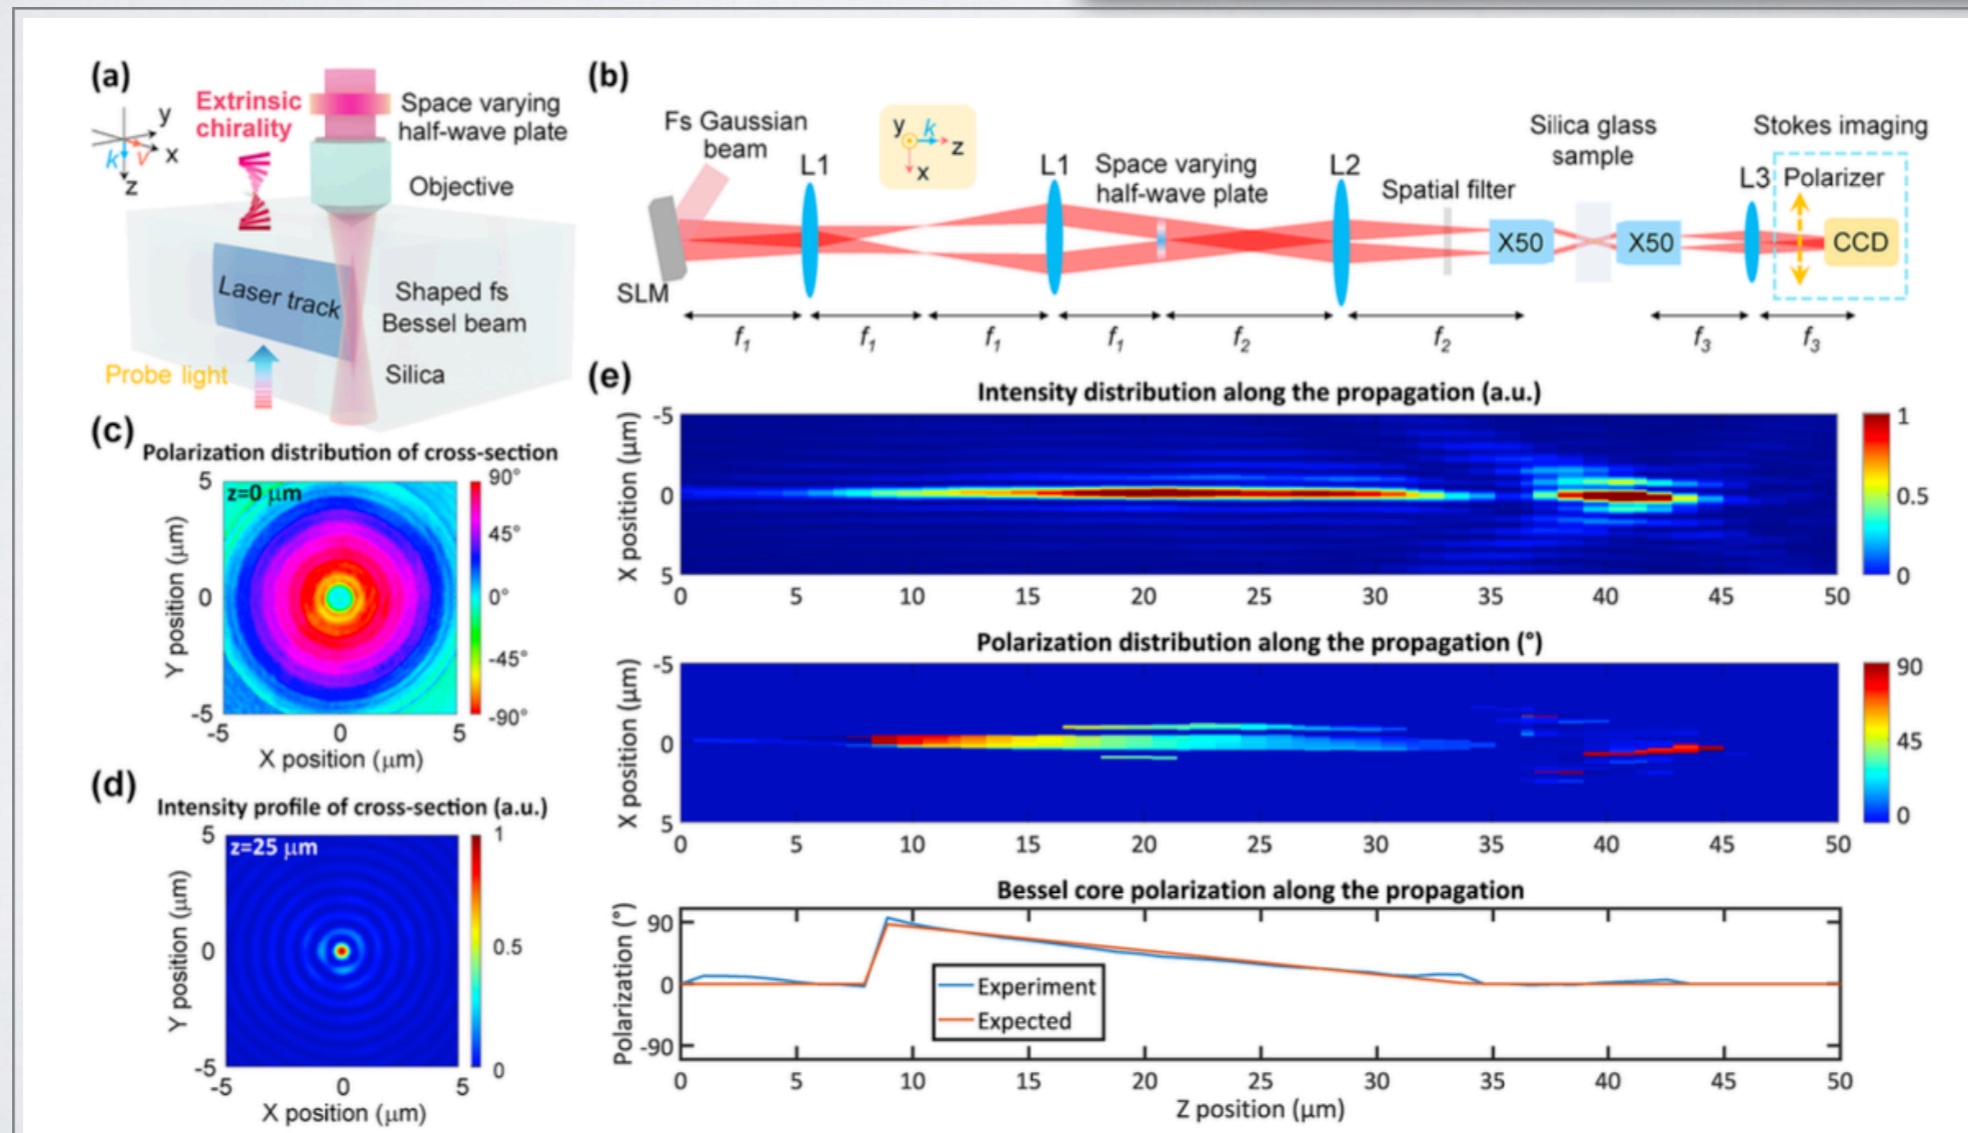 (a)
y
x
k
v
z
Extrinsic
chirality
Space varying
half-wave plate
Objective
Laser track
Shaped fs
Bessel beam
Probe light
Silica
(b)
Fs Gaussian
beam
y
k
z
x
L1
L1
Space varying
half-wave plate
L2
Spatial filter
Silica glass
sample
Stokes imaging
L3
Polarizer
X50
X50
CCD
SLM
f1
f1
f1
f1
f2
f2
f3
f3
(c)
Polarization distribution of cross-section
z=0 μm
5
0
-5
Y position (μm)
-5
0
5
X position (μm)
90°
45°
0°
-45°
-90°
(d)
Intensity profile of cross-section (a.u.)
z=25 μm
5
0
-5
Y position (μm)
-5
0
5
X position (μm)
1
0.5
0
(e)
Intensity distribution along the propagation (a.u.)
-5
0
5
X position (μm)
0 5 10 15 20 25 30 35 40 45 50
1
0.5
0
Polarization distribution along the propagation (°)
-5
0
5
X position (μm)
0 5 10 15 20 25 30 35 40 45 50
90
45
0
Bessel core polarization along the propagation
90
0
-90
Polarization (°)
Experiment
Expected
0 5 10 15 20 25 30 35 40 45 50
Z position (μm)